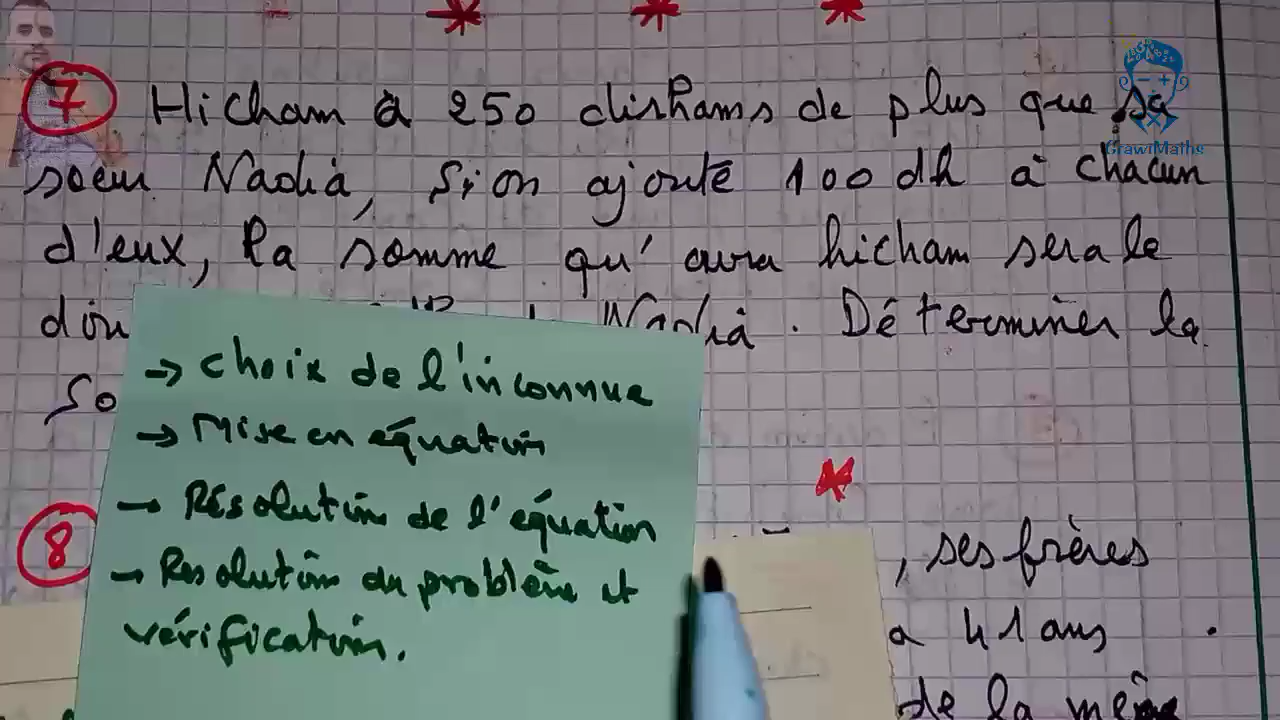 7 Hicham à 250 dirhams de plus que sa
soeur Nadia, Si on ajoute 100 dh à chacun
d'eux, la somme qu'aura hicham sera le
Nadia. Déterminer la
So
→ choix de l'inconnue
→ Mise en équation
→ Résolution de l'équation
→ Resolution du problème et
vérification.
8 , ses frères
a 41 ans.
de la même
GrawiMaths